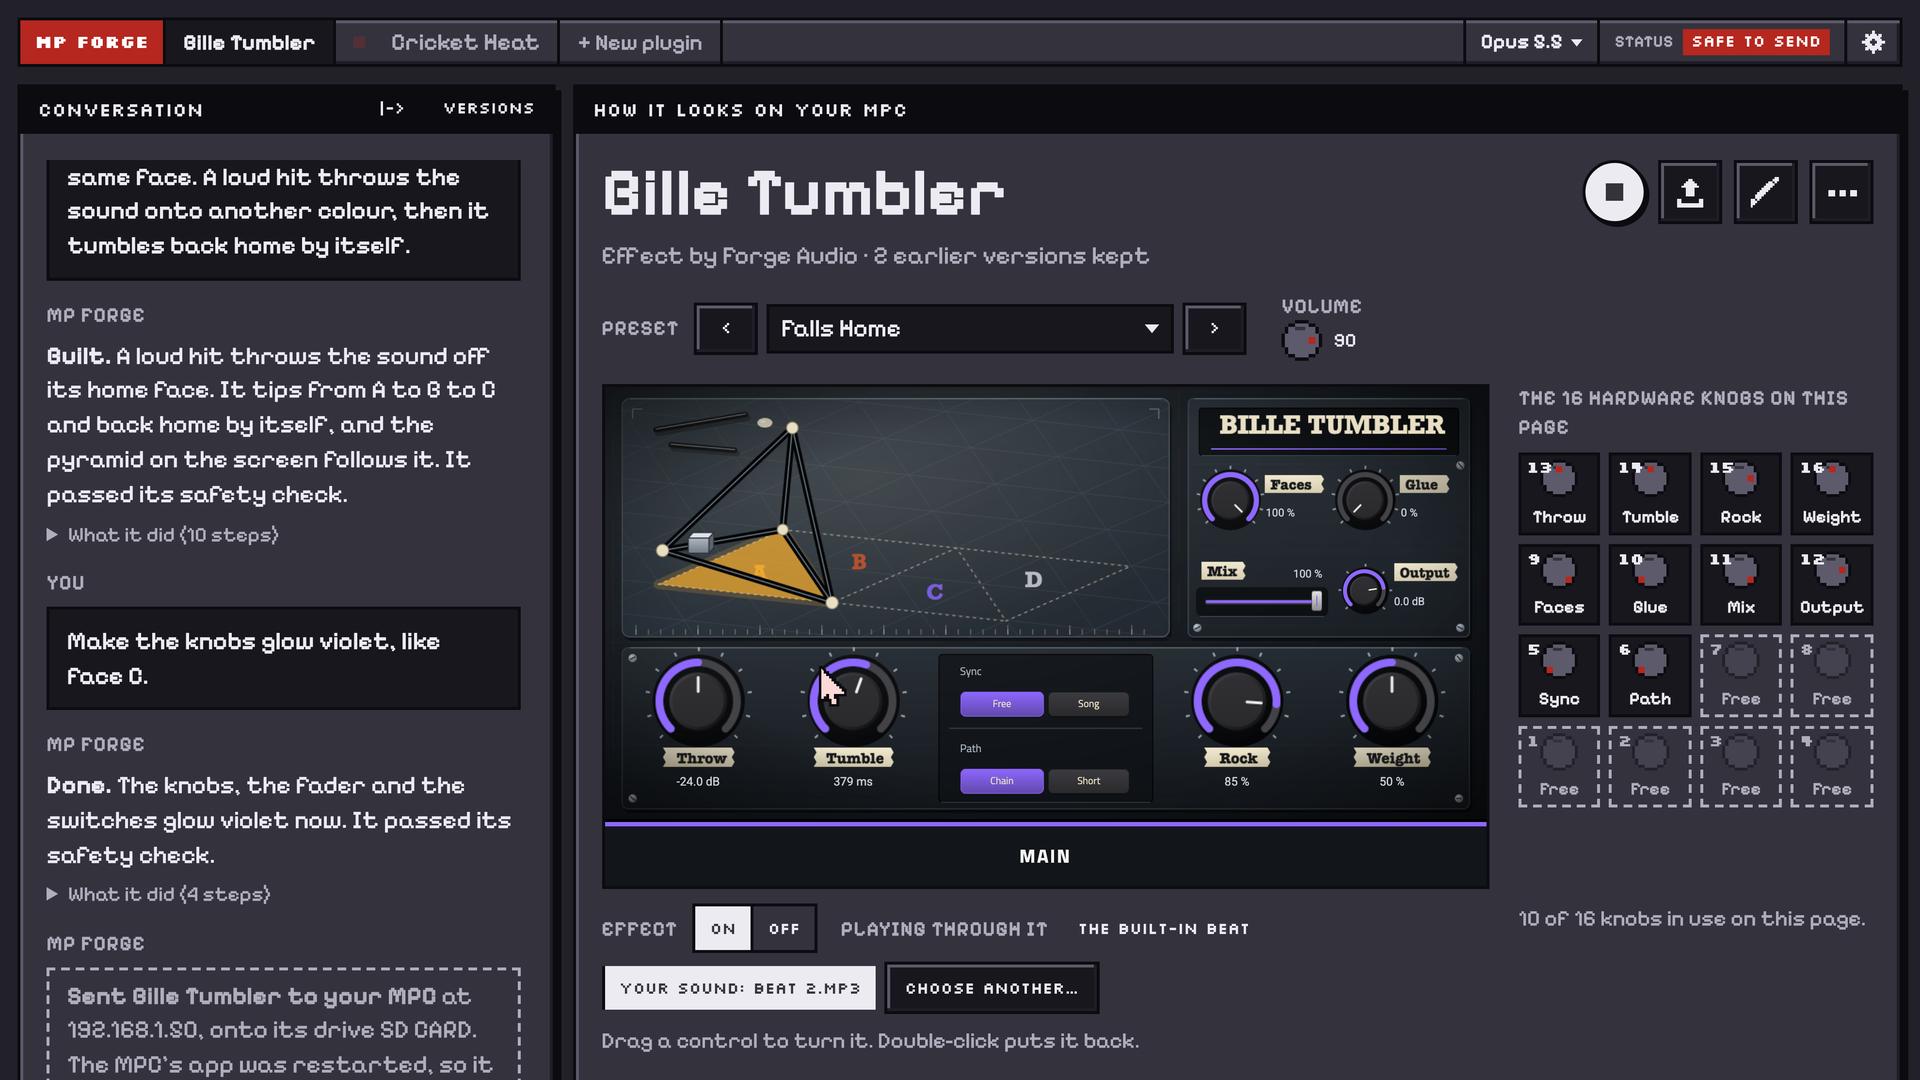 MP FORGE
Bille Tumbler
Cricket Heat
+ New plugin
Opus 8.8
STATUS
SAFE TO SEND
CONVERSATION
|->
VERSIONS
same face. A loud hit throws the
sound onto another colour, then it
tumbles back home by itself.
MP FORGE
Built. A loud hit throws the sound off
its home face. It tips from A to B to C
and back home by itself, and the
pyramid on the screen follows it. It
passed its safety check.
What it did (10 steps)
YOU
Make the knobs glow violet, like
face C.
MP FORGE
Done. The knobs, the fader and the
switches glow violet now. It passed its
safety check.
What it did (4 steps)
MP FORGE
Sent Bille Tumbler to your MPC at
192.168.1.90, onto its drive SD CARD.
The MPC's app was restarted, so it
HOW IT LOOKS ON YOUR MPC
Bille Tumbler
Effect by Forge Audio · 2 earlier versions kept
PRESET
<
Falls Home
>
VOLUME
90
A
B
C
D
BILLE TUMBLER
Faces
100 %
Glue
0 %
Mix
100 %
Output
0.0 dB
Throw
-24.0 dB
Tumble
379 ms
Sync
Free
Song
Path
Chain
Short
Rock
85 %
Weight
50 %
MAIN
THE 16 HARDWARE KNOBS ON THIS
PAGE
13
Throw
14
Tumble
15
Rock
16
Weight
9
Faces
10
Glue
11
Mix
12
Output
5
Sync
6
Path
7
Free
8
Free
1
Free
2
Free
3
Free
4
Free
10 of 16 knobs in use on this page.
EFFECT
ON
OFF
PLAYING THROUGH IT
THE BUILT-IN BEAT
YOUR SOUND: BEAT 2.MP3
CHOOSE ANOTHER…
Drag a control to turn it. Double-click puts it back.